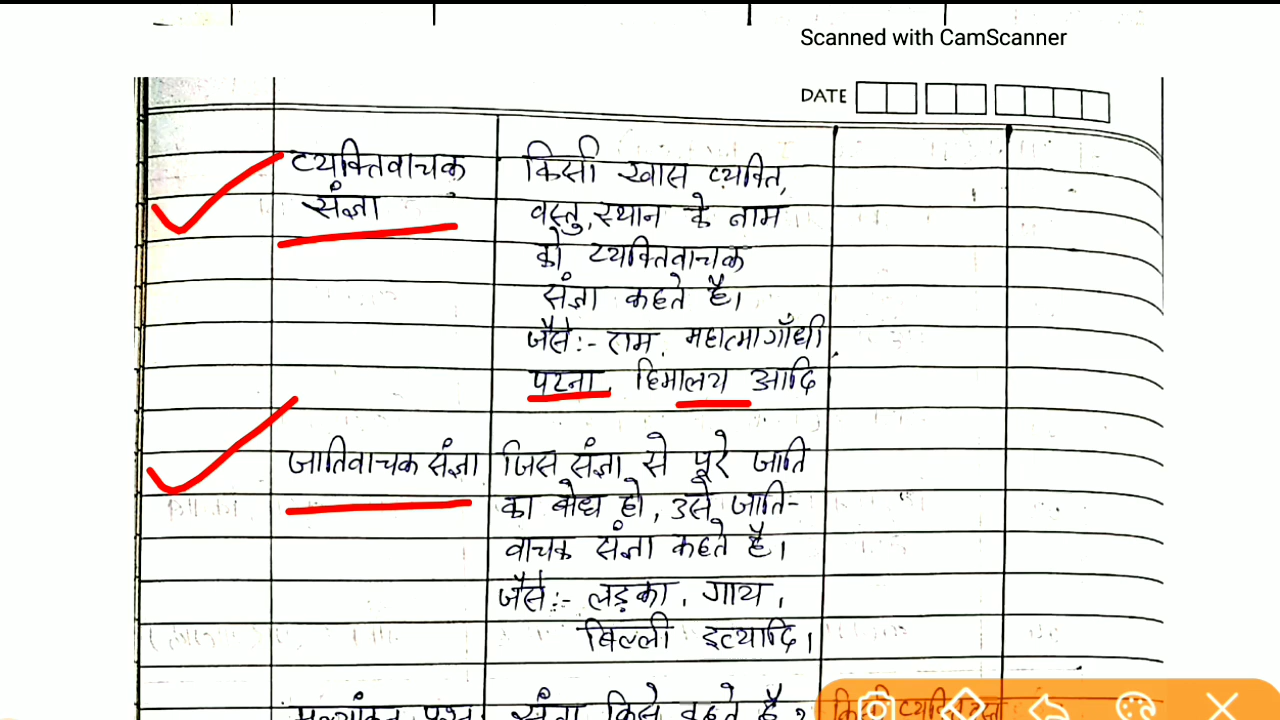 Scanned with CamScanner
DATE
व्यक्तिवाचक
संज्ञा
किसी खास व्यक्ति,
वस्तु, स्थान के नाम
को व्यक्तिवाचक
संज्ञा कहते है।
जैसे:- राम, महात्मा गाँधी
पटना, हिमालय आदि
जातिवाचक संज्ञा
जिस संज्ञा से पूरे जाति
का बोध हो, उसे जाति-
वाचक संज्ञा कहते है।
जैसे:- लड़का, गाय,
बिल्ली इत्यादि।
संज्ञा किसे कहते है?